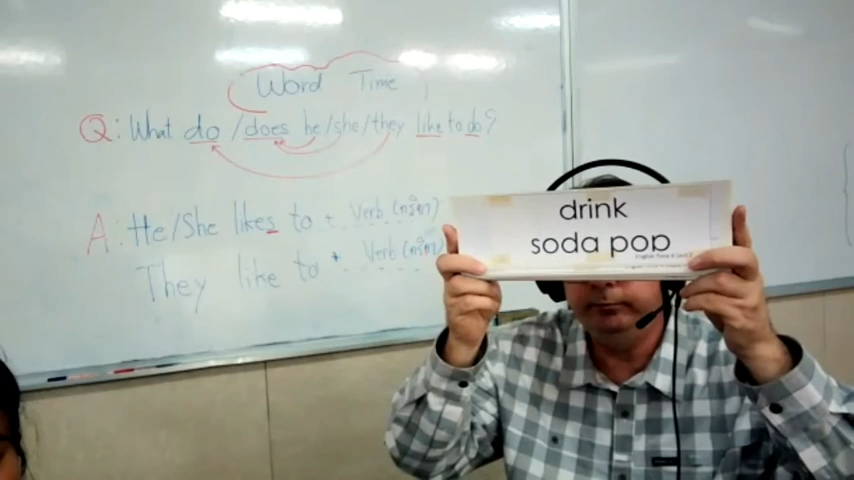 Word Time
Q: What do /does he/she/they like to do?
A: He/She likes to + Verb (กริยา)
They like to + Verb (กริยา)
drink
soda pop